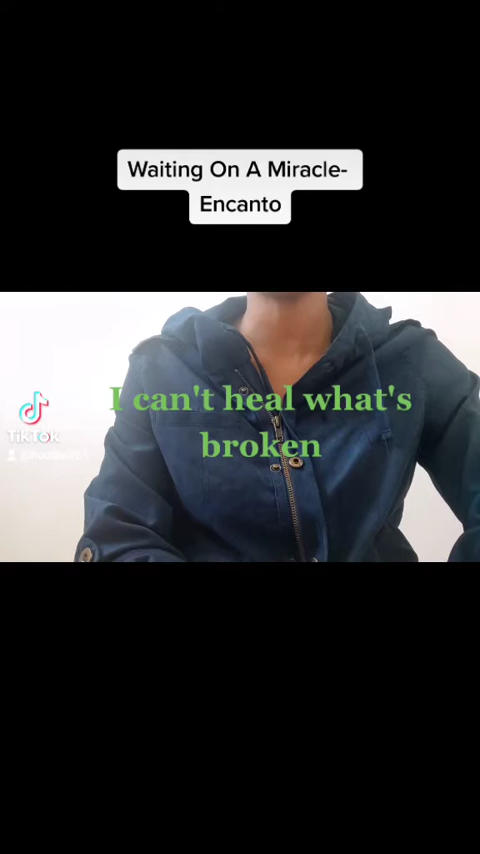 Waiting On A Miracle-
Encanto
I can't heal what's
broken
TikTok